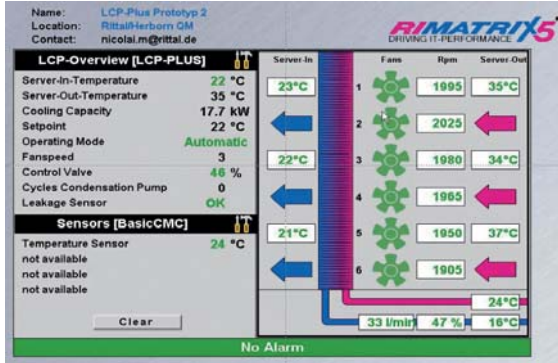 Name: LCP-Plus Prototyp 2
Location: Rittal/Herborn QM
Contact: nicolai.m@rittal.de
RIMATRIX5
DRIVING IT-PERFORMANCE
LCP-Overview [LCP-PLUS]
Server-In-Temperature 22 °C
Server-Out-Temperature 35 °C
Cooling Capacity 17.7 kW
Setpoint 22 °C
Operating Mode Automatic
Fanspeed 3
Control Valve 46 %
Cycles Condensation Pump 0
Leakage Sensor OK
Sensors [BasicCMC]
Temperature Sensor 24 °C
not available
not available
not available
Clear
Server-In Fans Rpm Server-Out
23°C 1 1995 35°C
2 2025
22°C 3 1980 34°C
4 1965
21°C 5 1950 37°C
6 1905
24°C
33 l/min 47 % 16°C
No Alarm